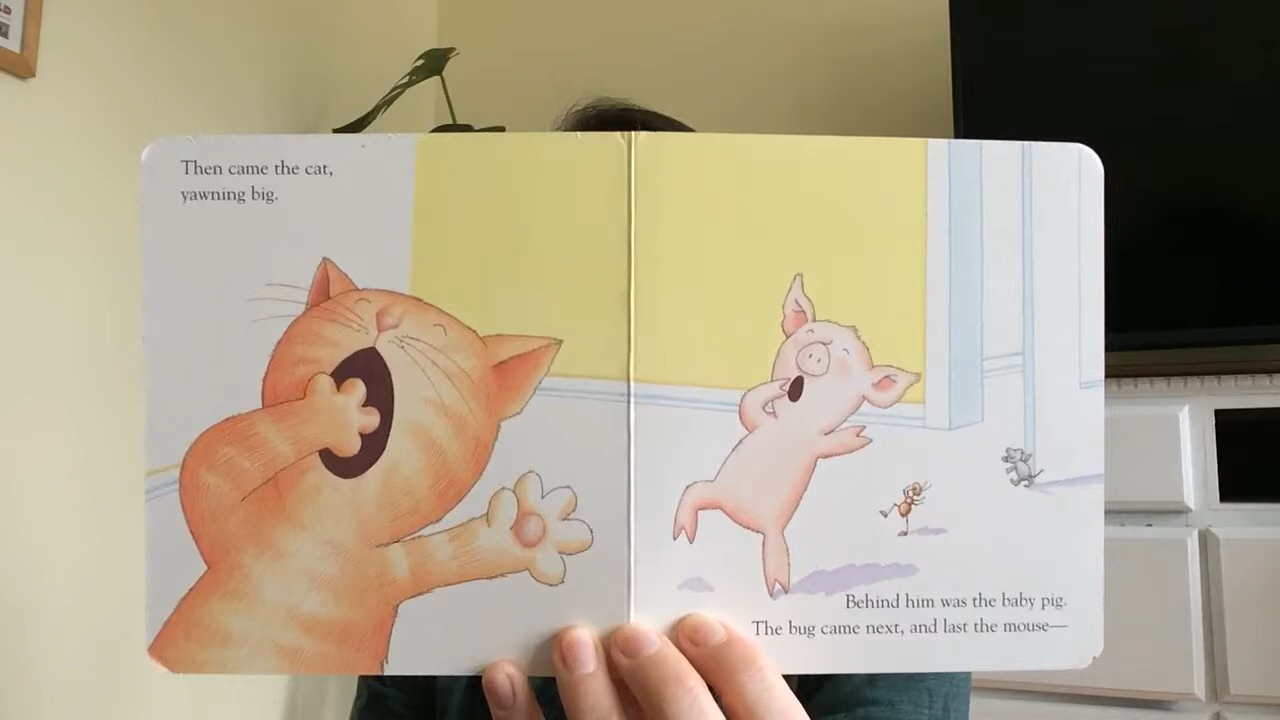 Then came the cat,
yawning big.
Behind him was the baby pig.
The bug came next, and last the mouse—